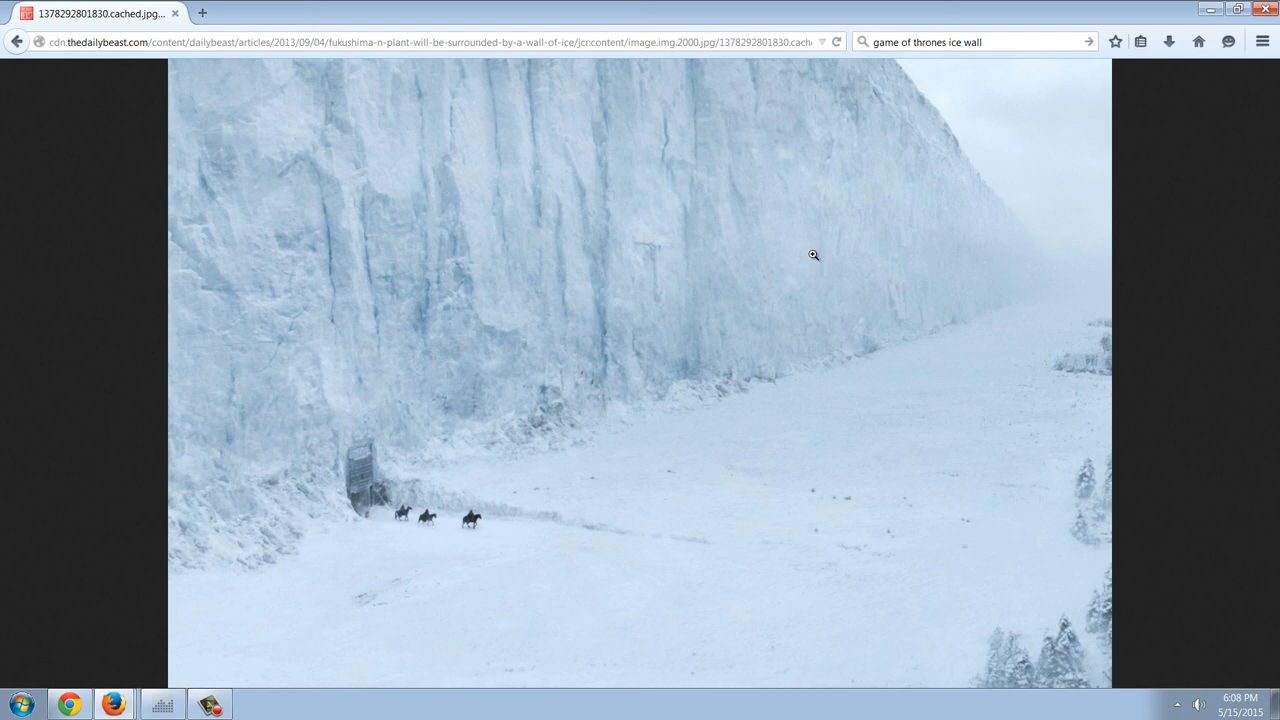 1378292801830.cached.jpg...
cdn.thedailybeast.com/content/dailybeast/articles/2013/09/04/fukushima-n-plant-will-be-surrounded-by-a-wall-of-ice/jcr:content/image.img.2000.jpg/1378292801830.cache
game of thrones ice wall
6:08 PM
5/15/2015